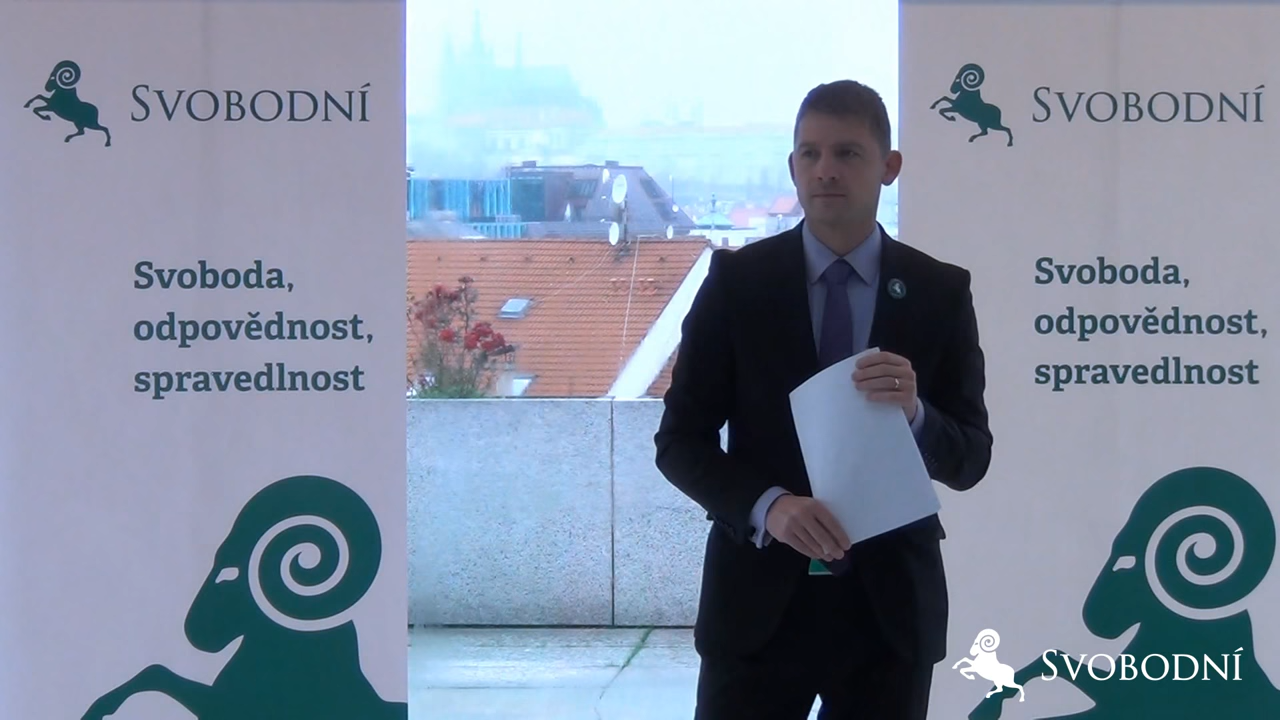 SVOBODNÍ
Svoboda,
odpovědnost,
spravedlnost
SVOBODNÍ
Svoboda,
odpovědnost,
spravedlnost
SVOBODNÍ